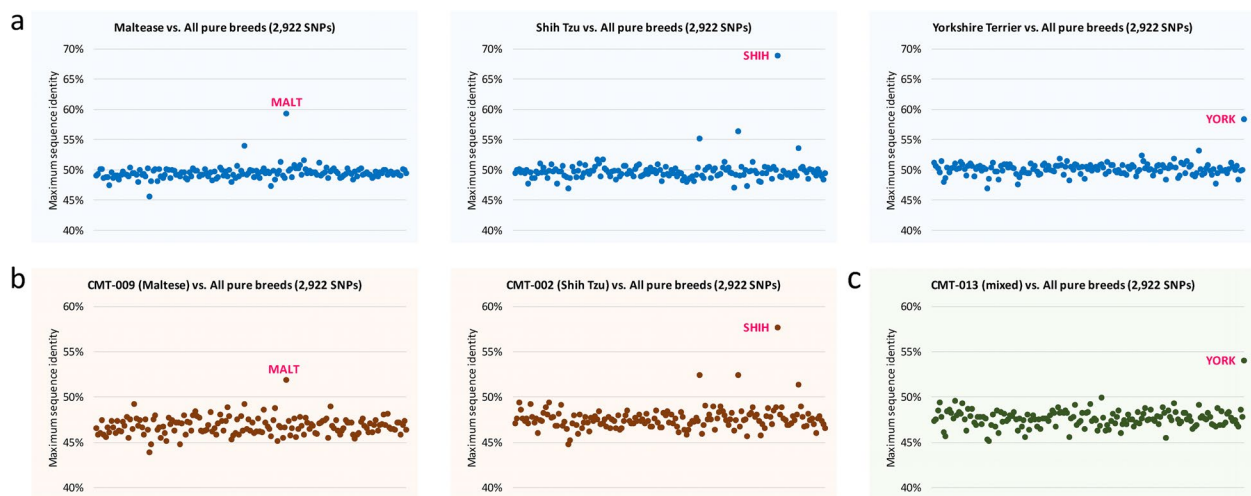 a
Maltease vs. All pure breeds (2,922 SNPs)
Maximum sequence identity
70%
65%
60%
55%
50%
45%
40%
MALT
Shih Tzu vs. All pure breeds (2,922 SNPs)
Maximum sequence identity
70%
65%
60%
55%
50%
45%
40%
SHIH
Yorkshire Terrier vs. All pure breeds (2,922 SNPs)
Maximum sequence identity
70%
65%
60%
55%
50%
45%
40%
YORK
b
CMT-009 (Maltese) vs. All pure breeds (2,922 SNPs)
Maximum sequence identity
60%
55%
50%
45%
40%
MALT
CMT-002 (Shih Tzu) vs. All pure breeds (2,922 SNPs)
Maximum sequence identity
60%
55%
50%
45%
40%
SHIH
c
CMT-013 (mixed) vs. All pure breeds (2,922 SNPs)
Maximum sequence identity
60%
55%
50%
45%
40%
YORK